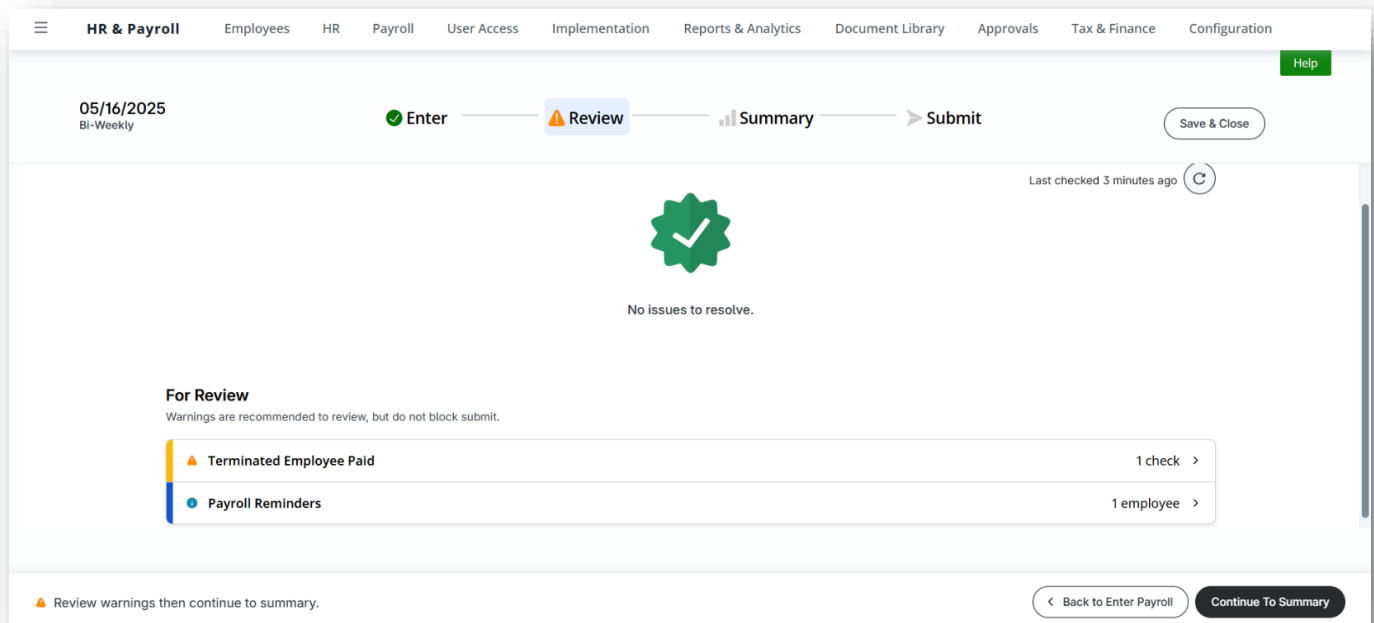 HR & Payroll Employees HR Payroll User Access Implementation Reports & Analytics Document Library Approvals Tax & Finance Configuration
Help
05/16/2025
Bi-Weekly
Enter Review Summary Submit
Save & Close
Last checked 3 minutes ago
No issues to resolve.
For Review
Warnings are recommended to review, but do not block submit.
Terminated Employee Paid 1 check
Payroll Reminders 1 employee
Review warnings then continue to summary.
Back to Enter Payroll Continue To Summary